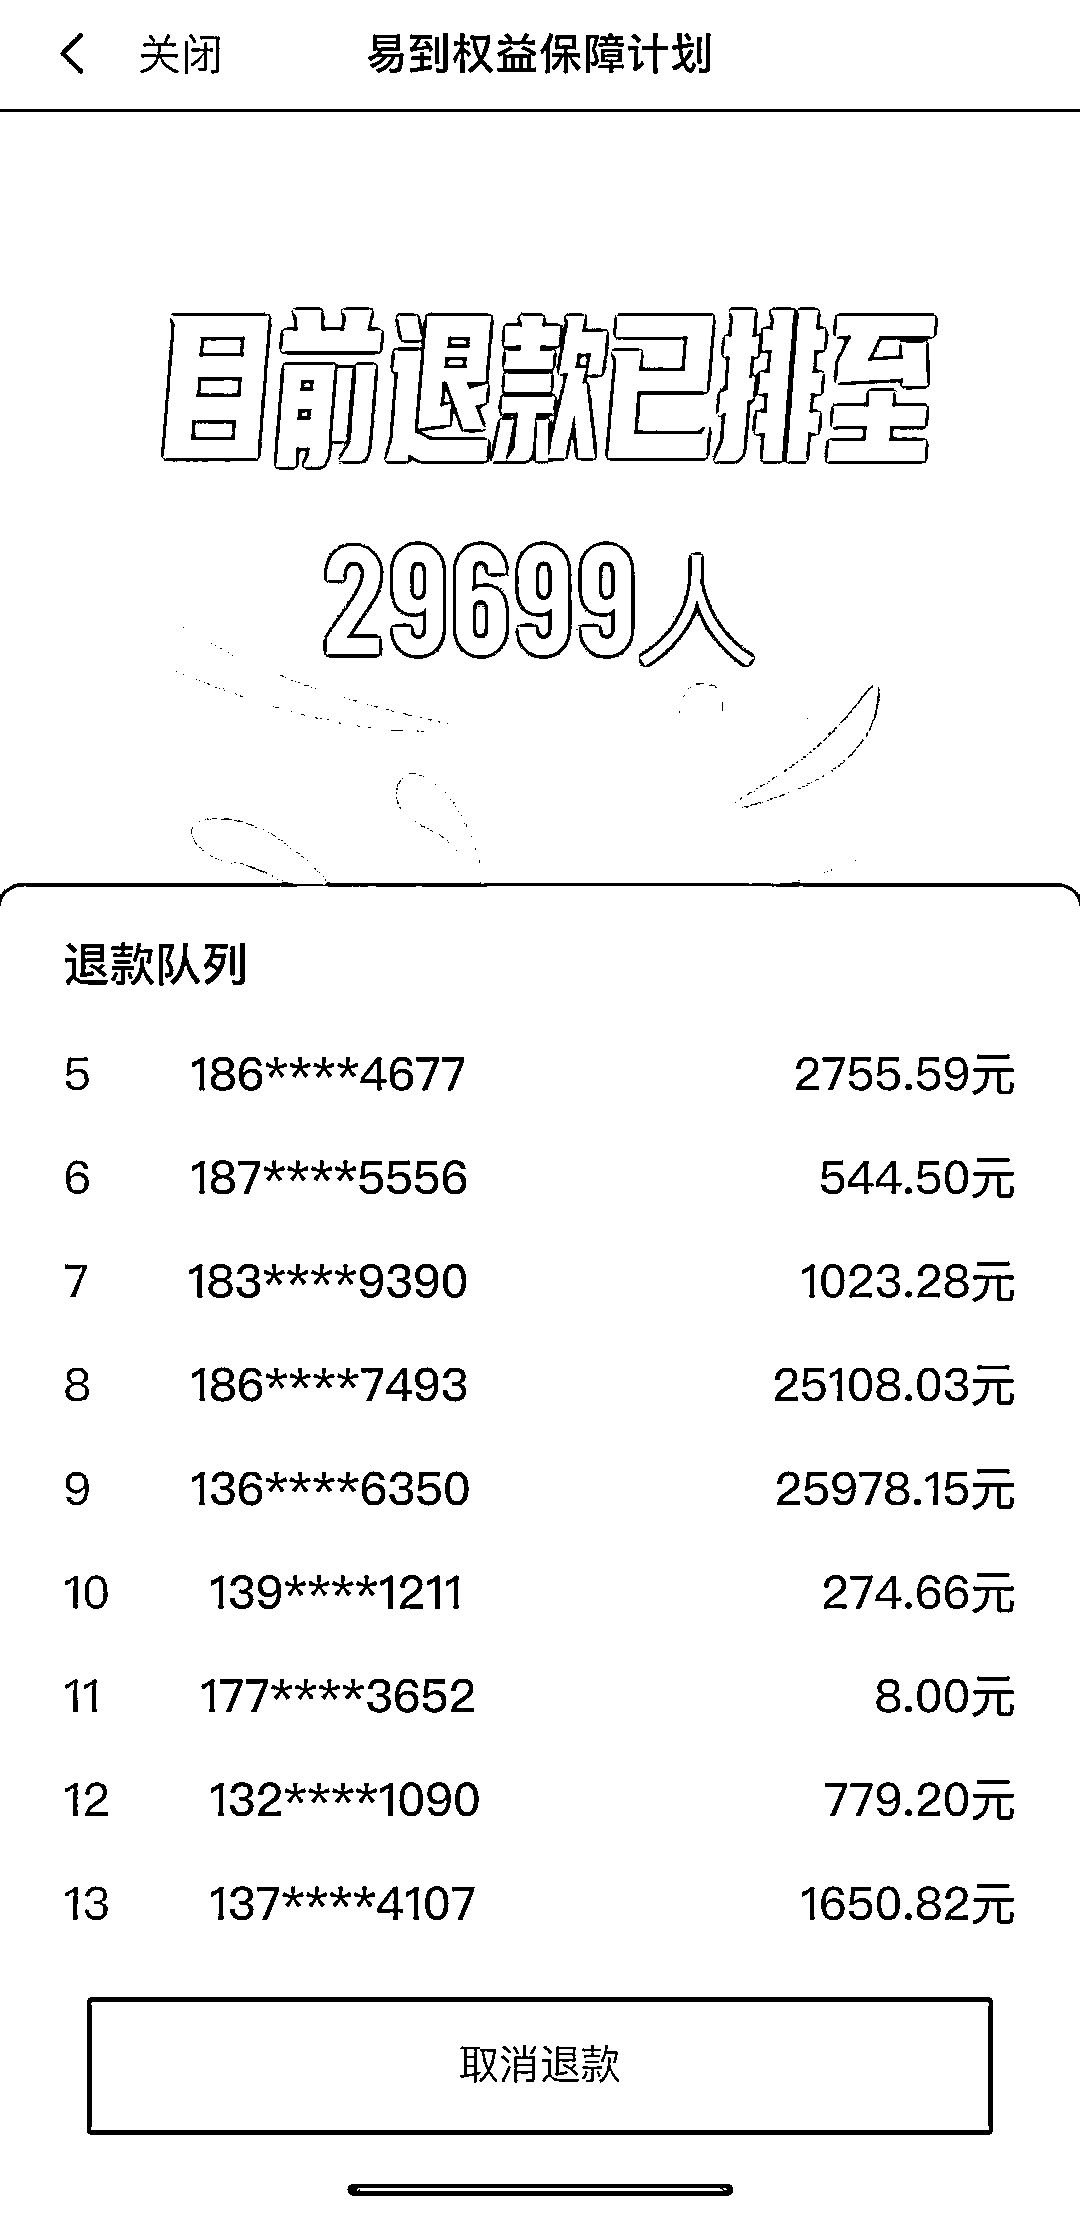 关闭 易到权益保障计划
目前退款已排至
29699人
退款队列
5 186****4677 2755.59元
6 187****5556 544.50元
7 183****9390 1023.28元
8 186****7493 25108.03元
9 136****6350 25978.15元
10 139****1211 274.66元
11 177****3652 8.00元
12 132****1090 779.20元
13 137****4107 1650.82元
取消退款